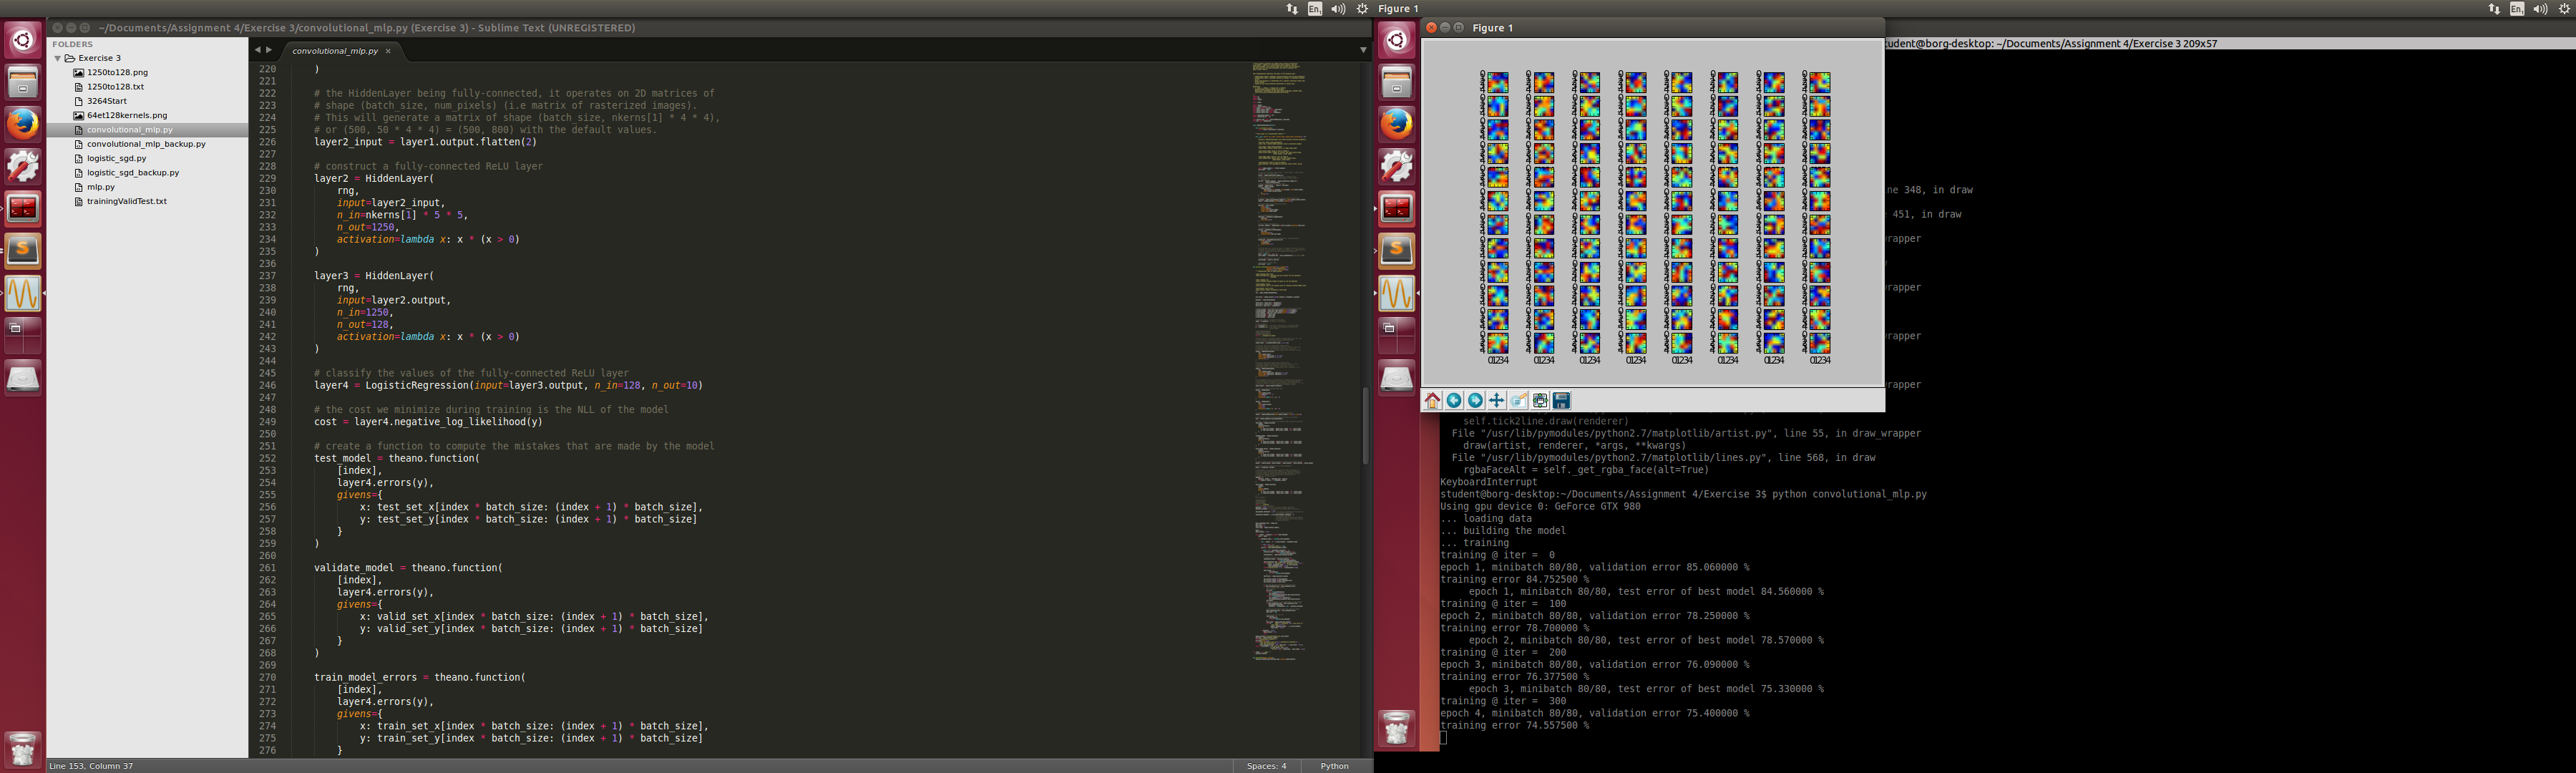 ~/Documents/Assignment 4/Exercise 3/convolutional_mlp.py (Exercise 3) - Sublime Text (UNREGISTERED)
FOLDERS
Exercise 3
1250to128.png
1250to128.txt
3264Start
64et128kernels.png
convolutional_mlp.py
convolutional_mlp_backup.py
logistic_sgd.py
logistic_sgd_backup.py
mlp.py
trainingValidTest.txt
convolutional_mlp.py
220 )
221
222 # the HiddenLayer being fully-connected, it operates on 2D matrices of
223 # shape (batch_size, num_pixels) (i.e matrix of rasterized images).
224 # This will generate a matrix of shape (batch_size, nkerns[1] * 4 * 4),
225 # or (500, 50 * 4 * 4) = (500, 800) with the default values.
226 layer2_input = layer1.output.flatten(2)
227
228 # construct a fully-connected ReLU layer
229 layer2 = HiddenLayer(
230 rng,
231 input=layer2_input,
232 n_in=nkerns[1] * 5 * 5,
233 n_out=1250,
234 activation=lambda x: x * (x > 0)
235 )
236
237 layer3 = HiddenLayer(
238 rng,
239 input=layer2.output,
240 n_in=1250,
241 n_out=128,
242 activation=lambda x: x * (x > 0)
243 )
244
245 # classify the values of the fully-connected ReLU layer
246 layer4 = LogisticRegression(input=layer3.output, n_in=128, n_out=10)
247
248 # the cost we minimize during training is the NLL of the model
249 cost = layer4.negative_log_likelihood(y)
250
251 # create a function to compute the mistakes that are made by the model
252 test_model = theano.function(
253 [index],
254 layer4.errors(y),
255 givens={
256 x: test_set_x[index * batch_size: (index + 1) * batch_size],
257 y: test_set_y[index * batch_size: (index + 1) * batch_size]
258 }
259 )
260
261 validate_model = theano.function(
262 [index],
263 layer4.errors(y),
264 givens={
265 x: valid_set_x[index * batch_size: (index + 1) * batch_size],
266 y: valid_set_y[index * batch_size: (index + 1) * batch_size]
267 }
268 )
269
270 train_model_errors = theano.function(
271 [index],
272 layer4.errors(y),
273 givens={
274 x: train_set_x[index * batch_size: (index + 1) * batch_size],
275 y: train_set_y[index * batch_size: (index + 1) * batch_size]
276 }
Line 153, Column 37
Spaces: 4
Python
En
Figure 1
En
Figure 1
student@borg-desktop: ~/Documents/Assignment 4/Exercise 3 209x57
348, in draw
451, in draw
self.tick2line.draw(renderer)
File "/usr/lib/pymodules/python2.7/matplotlib/artist.py", line 55, in draw_wrapper
draw(artist, renderer, *args, **kwargs)
File "/usr/lib/pymodules/python2.7/matplotlib/lines.py", line 568, in draw
rgbaFaceAlt = self._get_rgba_face(alt=True)
KeyboardInterrupt
student@borg-desktop:~/Documents/Assignment 4/Exercise 3$ python convolutional_mlp.py
Using gpu device 0: GeForce GTX 980
... loading data
... building the model
... training
training @ iter = 0
epoch 1, minibatch 80/80, validation error 85.060000 %
training error 84.752500 %
epoch 1, minibatch 80/80, test error of best model 84.560000 %
training @ iter = 100
epoch 2, minibatch 80/80, validation error 78.250000 %
training error 78.700000 %
epoch 2, minibatch 80/80, test error of best model 78.570000 %
training @ iter = 200
epoch 3, minibatch 80/80, validation error 76.090000 %
training error 76.377500 %
epoch 3, minibatch 80/80, test error of best model 75.330000 %
training @ iter = 300
epoch 4, minibatch 80/80, validation error 75.400000 %
training error 74.557500 %